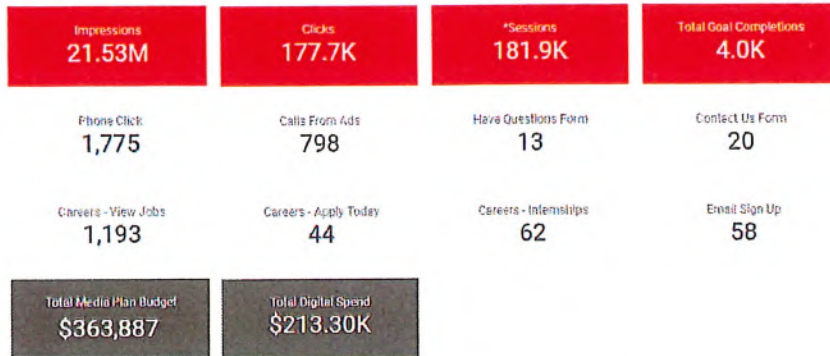 Impressions
21.53M
Clicks
177.7K
*Sessions
181.9K
Total Goal Completions
4.0K
Phone Click
1,775
Calls From Ads
798
Have Questions Form
13
Contact Us Form
20
Careers - View Jobs
1,193
Careers - Apply Today
44
Careers - Internships
62
Email Sign Up
58
Total Media Plan Budget
$363,887
Total Digital Spend
$213.30K